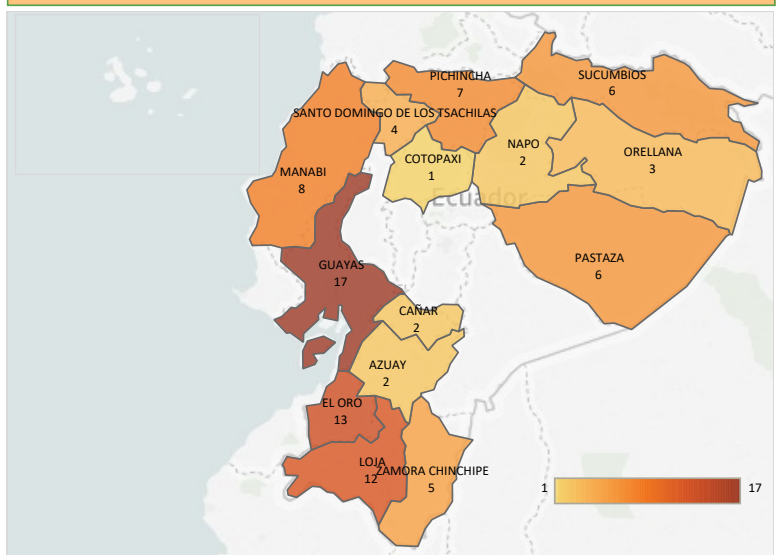 PICHINCHA
7
SUCUMBIOS
6
SANTO DOMINGO DE LOS TSACHILAS
4
NAPO
2
ORELLANA
3
COTOPAXI
1
MANABI
8
Ecuador
PASTAZA
6
GUAYAS
17
CAÑAR
2
AZUAY
2
EL ORO
13
LOJA
12
ZAMORA CHINCHIPE
5
1
17